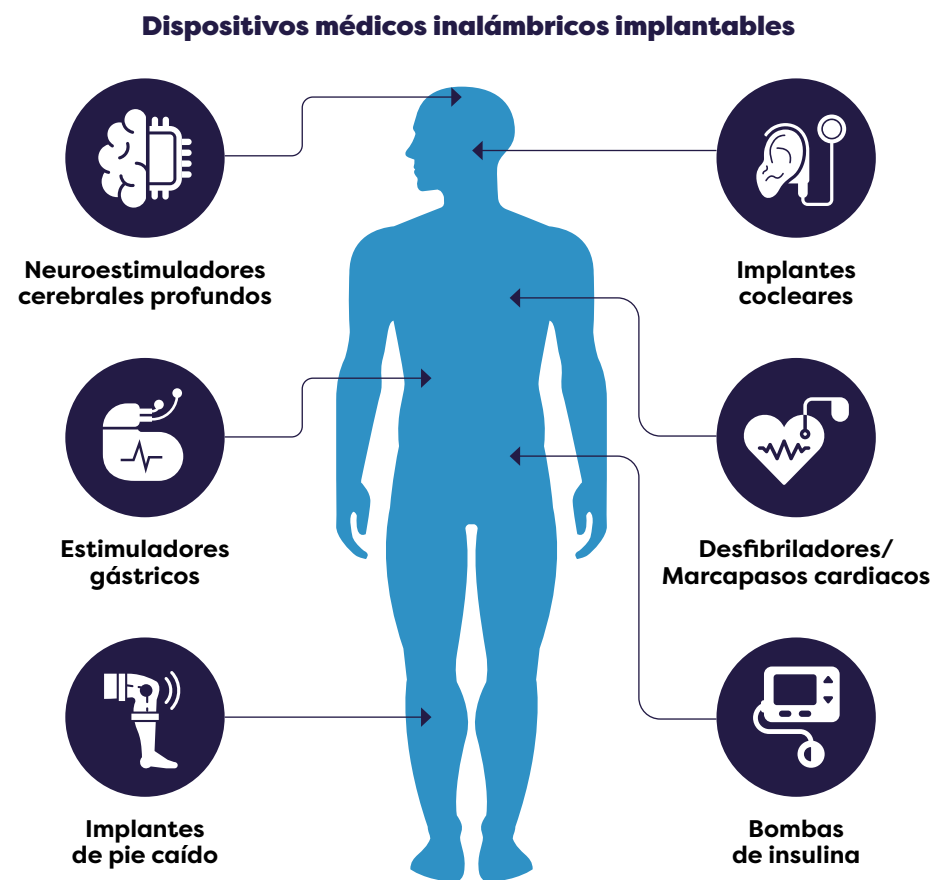 Dispositivos médicos inalámbricos implantables
Neuroestimuladores
cerebrales profundos
Implantes
cocleares
Estimuladores
gástricos
Desfibriladores/
Marcapasos cardiacos
Implantes
de pie caído
Bombas
de insulina